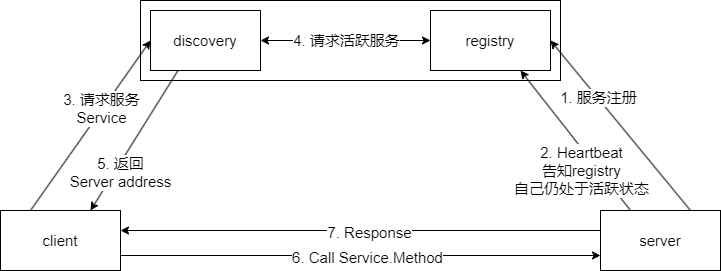 discovery
4. 请求活跃服务
registry
3. 请求服务
Service
1. 服务注册
5. 返回
Server address
2. Heartbeat
告知registry
自己仍处于活跃状态
client
7. Response
6. Call Service.Method
server